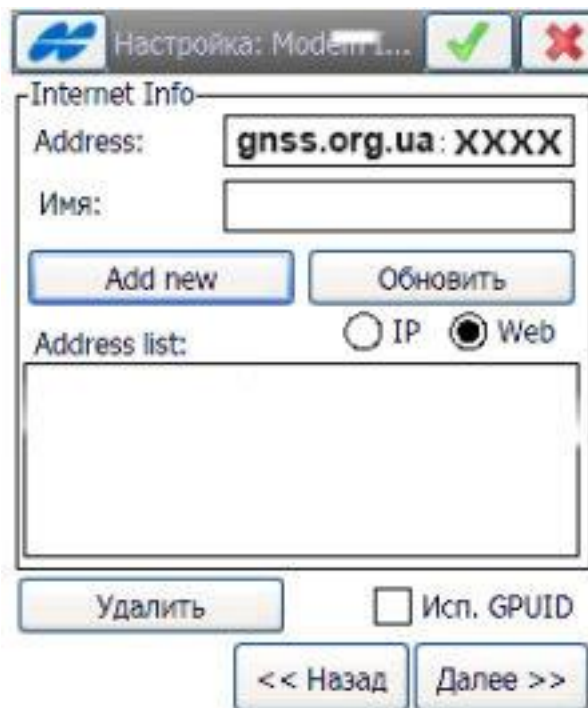 Настройка: Modem I...
Internet Info
Address: gnss.org.ua:XXXX
Имя:
Add new Обновить
Address list: IP Web
Удалить Исп. GPUID
<< Назад Далее >>